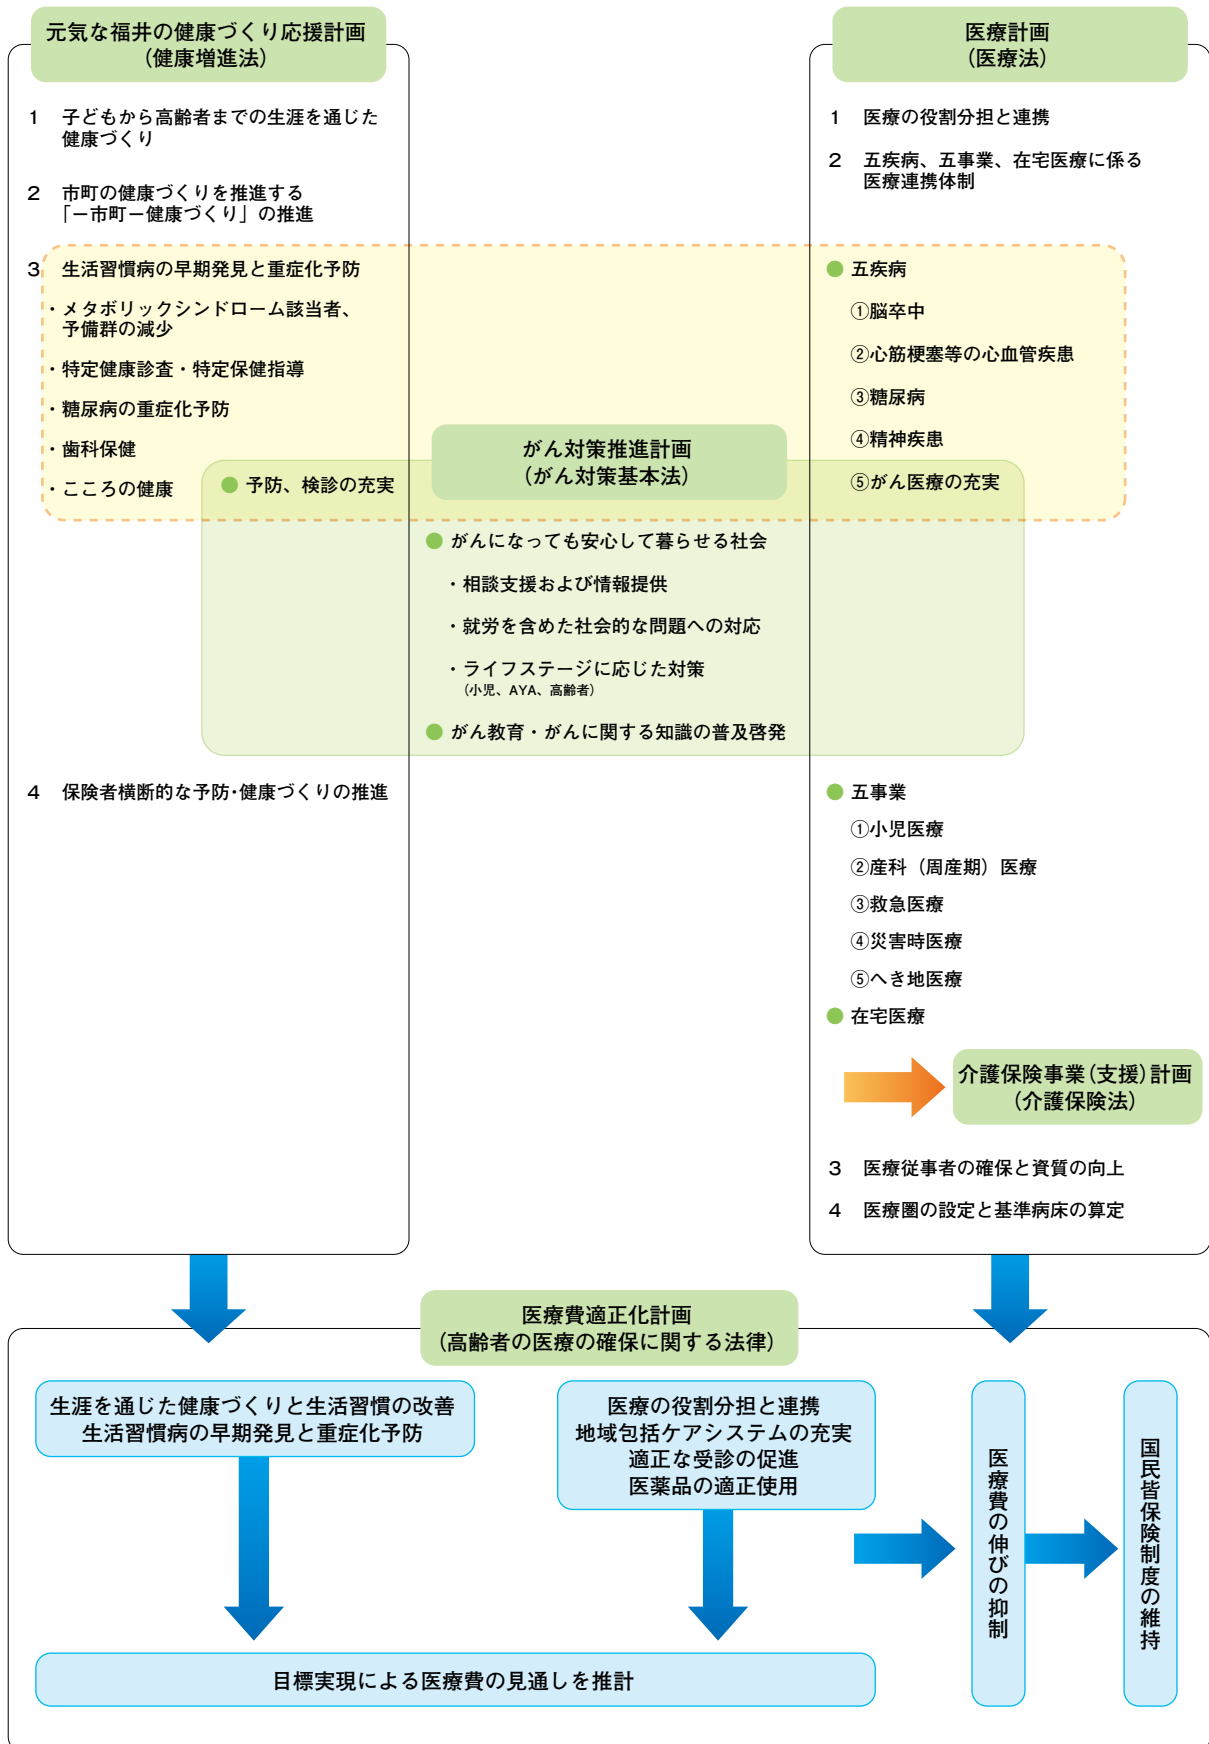 元気な福井の健康づくり応援計画
(健康増進法)
1 子どもから高齢者までの生涯を通じた
健康づくり
2 市町の健康づくりを推進する
「－市町－健康づくり」の推進
3 生活習慣病の早期発見と重症化予防
・メタボリックシンドローム該当者、
予備群の減少
・特定健康診査・特定保健指導
・糖尿病の重症化予防
・歯科保健
・こころの健康
4 保険者横断的な予防･健康づくりの推進
がん対策推進計画
(がん対策基本法)
● 予防、検診の充実
● がんになっても安心して暮らせる社会
・相談支援および情報提供
・就労を含めた社会的な問題への対応
・ライフステージに応じた対策
(小児、AYA、高齢者)
● がん教育・がんに関する知識の普及啓発
医療計画
(医療法)
1 医療の役割分担と連携
2 五疾病、五事業、在宅医療に係る
医療連携体制
● 五疾病
①脳卒中
②心筋梗塞等の心血管疾患
③糖尿病
④精神疾患
⑤がん医療の充実
● 五事業
①小児医療
②産科（周産期）医療
③救急医療
④災害時医療
⑤へき地医療
● 在宅医療
介護保険事業(支援)計画
(介護保険法)
3 医療従事者の確保と資質の向上
4 医療圏の設定と基準病床の算定
医療費適正化計画
(高齢者の医療の確保に関する法律)
生涯を通じた健康づくりと生活習慣の改善
生活習慣病の早期発見と重症化予防
医療の役割分担と連携
地域包括ケアシステムの充実
適正な受診の促進
医薬品の適正使用
目標実現による医療費の見通しを推計
医療費の伸びの抑制
国民皆保険制度の維持